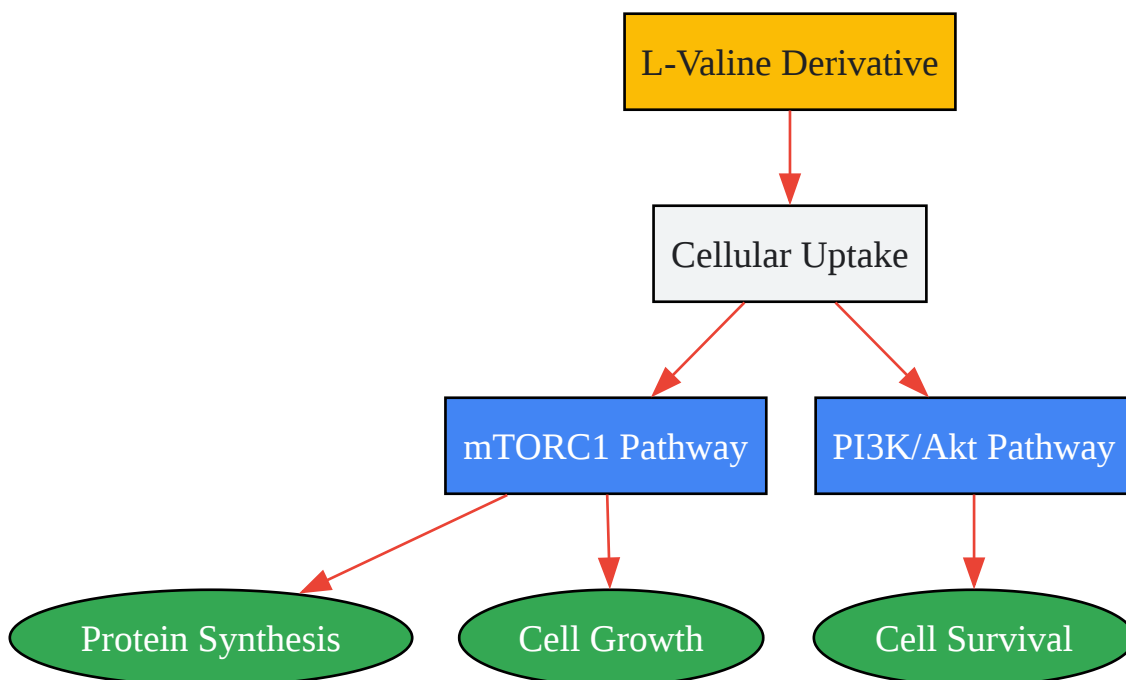 L-Valine Derivative
Cellular Uptake
mTORC1 Pathway
PI3K/Akt Pathway
Protein Synthesis
Cell Growth
Cell Survival